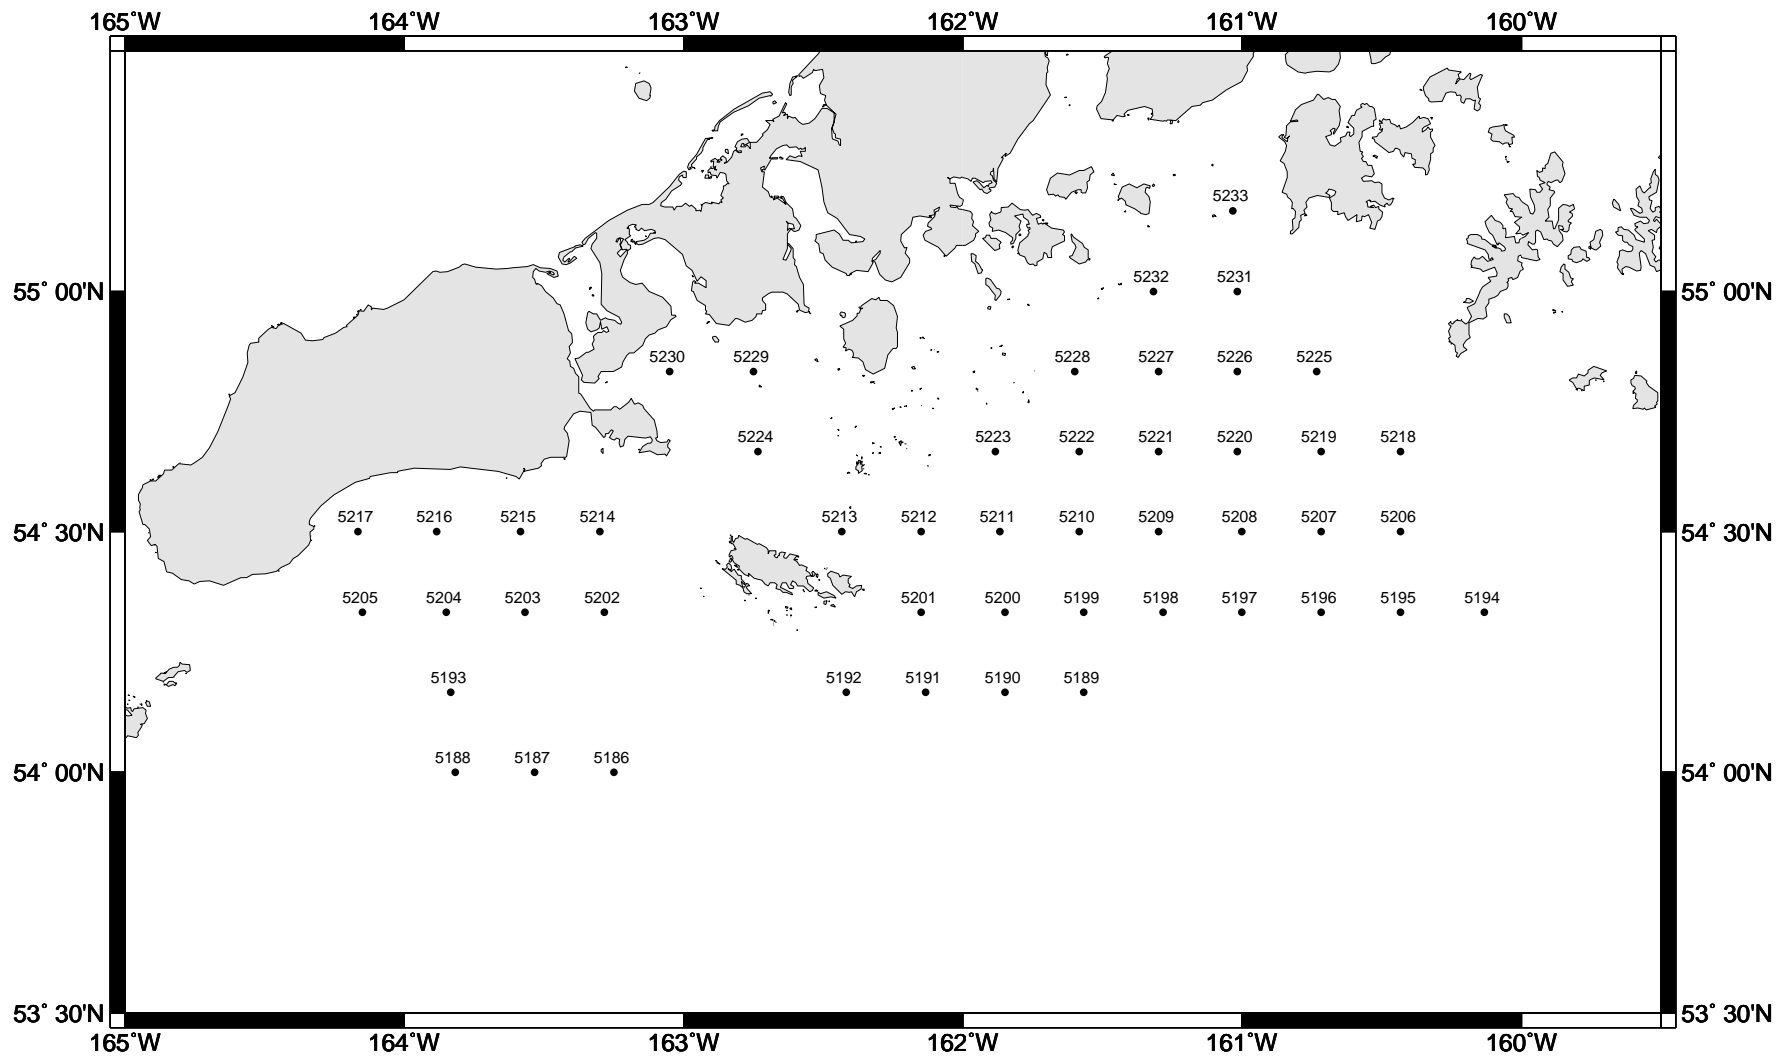 165˚W 164˚W 163˚W 162˚W 161˚W 160˚W
5233
5232 5231
55˚ 00'N 55˚ 00'N
5230 5229 5228 5227 5226 5225
5224 5223 5222 5221 5220 5219 5218
5217 5216 5215 5214 5213 5212 5211 5210 5209 5208 5207 5206
54˚ 30'N 54˚ 30'N
5205 5204 5203 5202 5201 5200 5199 5198 5197 5196 5195 5194
5193 5192 5191 5190 5189
5188 5187 5186
54˚ 00'N 54˚ 00'N
53˚ 30'N 53˚ 30'N
165˚W 164˚W 163˚W 162˚W 161˚W 160˚W